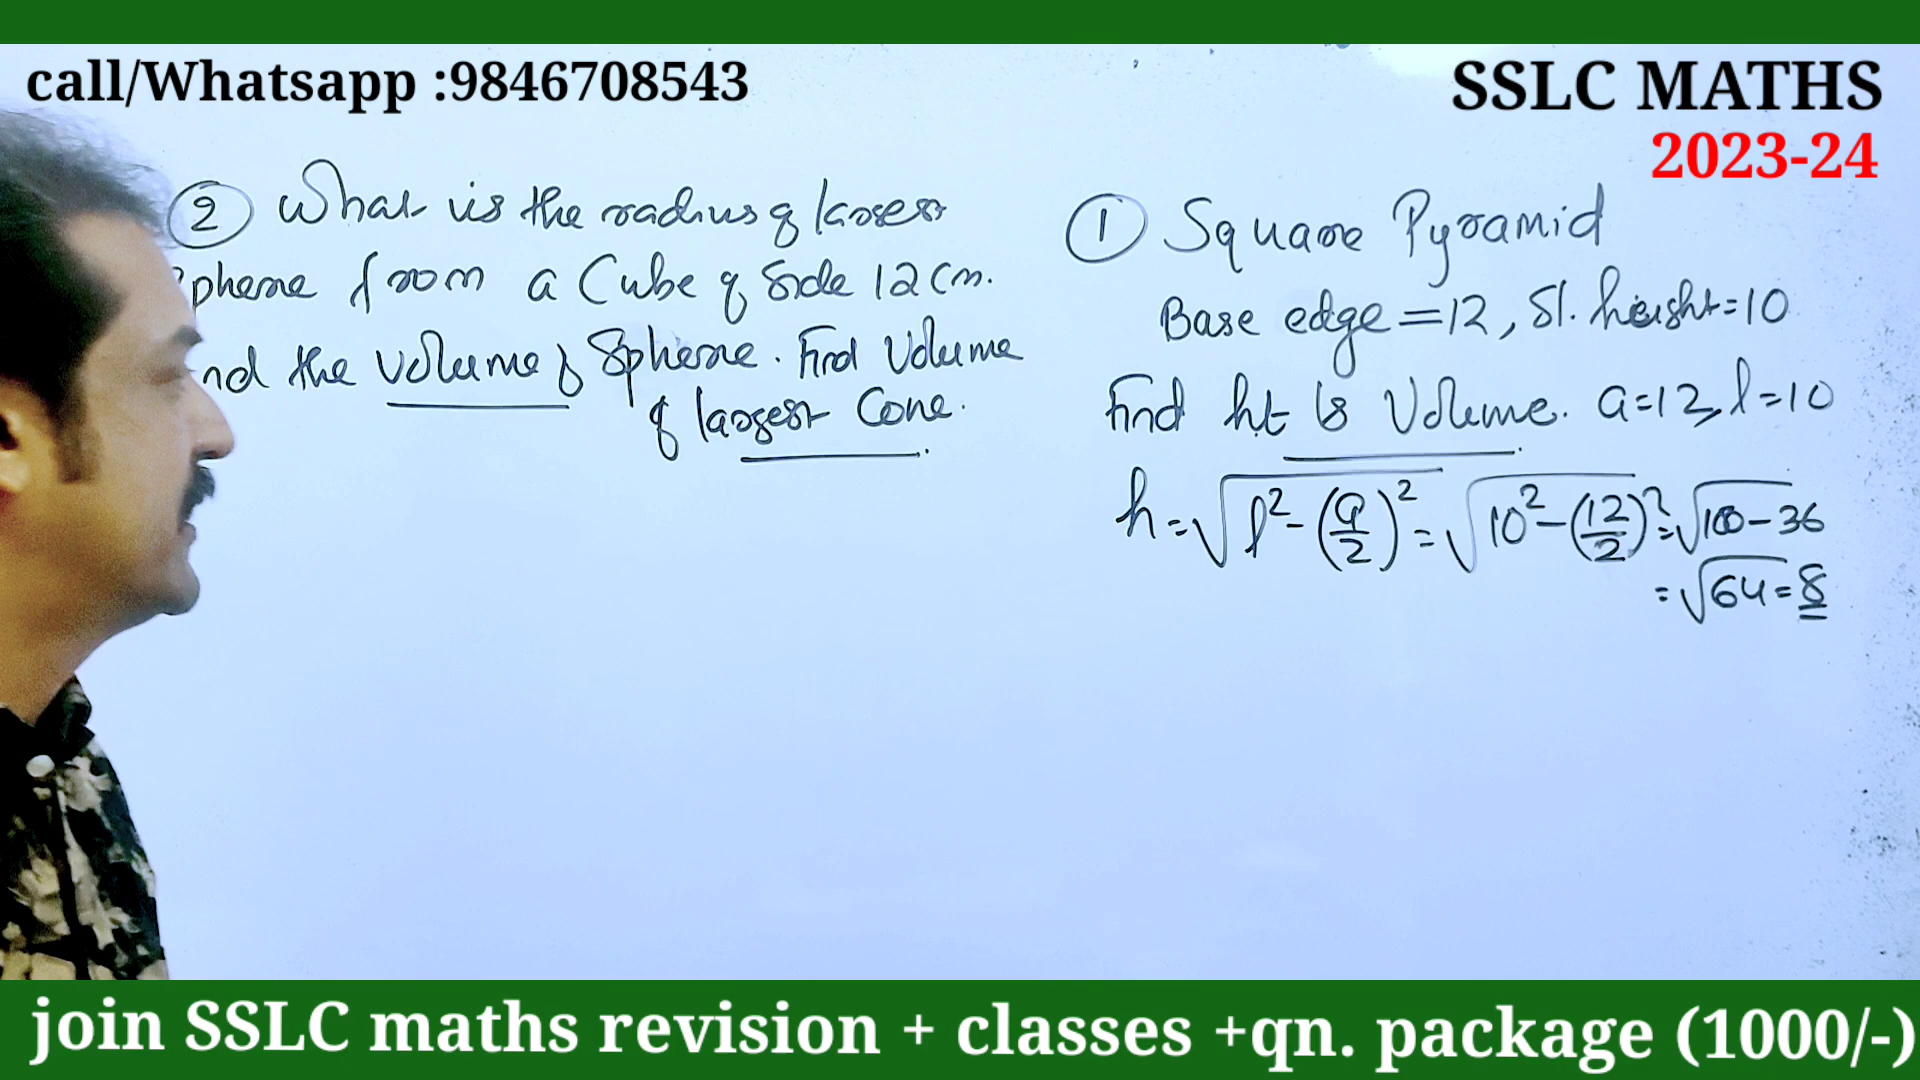 call/Whatsapp :9846708543
SSLC MATHS
2023-24
② What is the radius of largest
sphere from a Cube of Side 12 cm.
nd the volume of Sphere. Find Volume
of largest Cone.
① Square Pyramid
Base edge = 12, Sl. height = 10
Find ht & Volume. a=12, l=10
h = √(l² - (a/2)²) = √(10² - (12/2)²) = √(100 - 36)
= √64 = 8
join SSLC maths revision + classes +qn. package (1000/-)